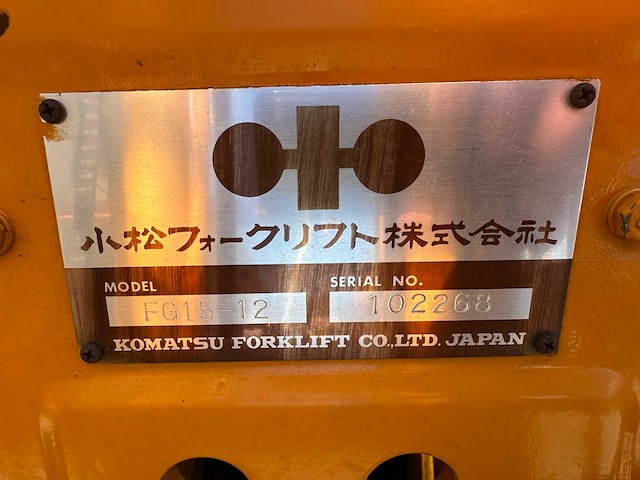 小松フォークリフト株式会社
MODEL SERIAL NO.
FG15-12 102268
KOMATSU FORKLIFT CO.,LTD. JAPAN